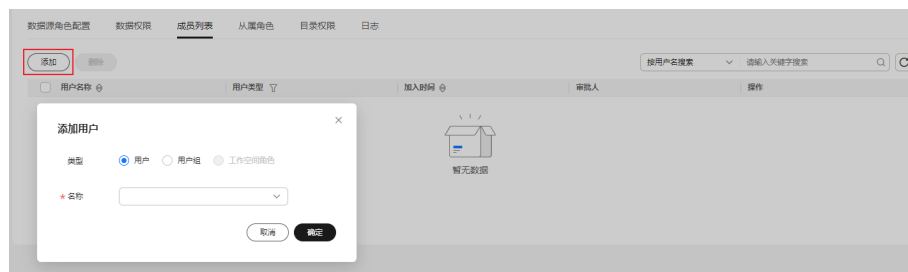 数据源角色配置 数据权限 成员列表 从属角色 目录权限 日志
添加 删除 按用户名搜索 请输入关键字搜索
用户名称 用户类型 加入时间 审批人 操作
添加用户
类型 用户 用户组 工作空间角色
* 名称
取消 确定
暂无数据